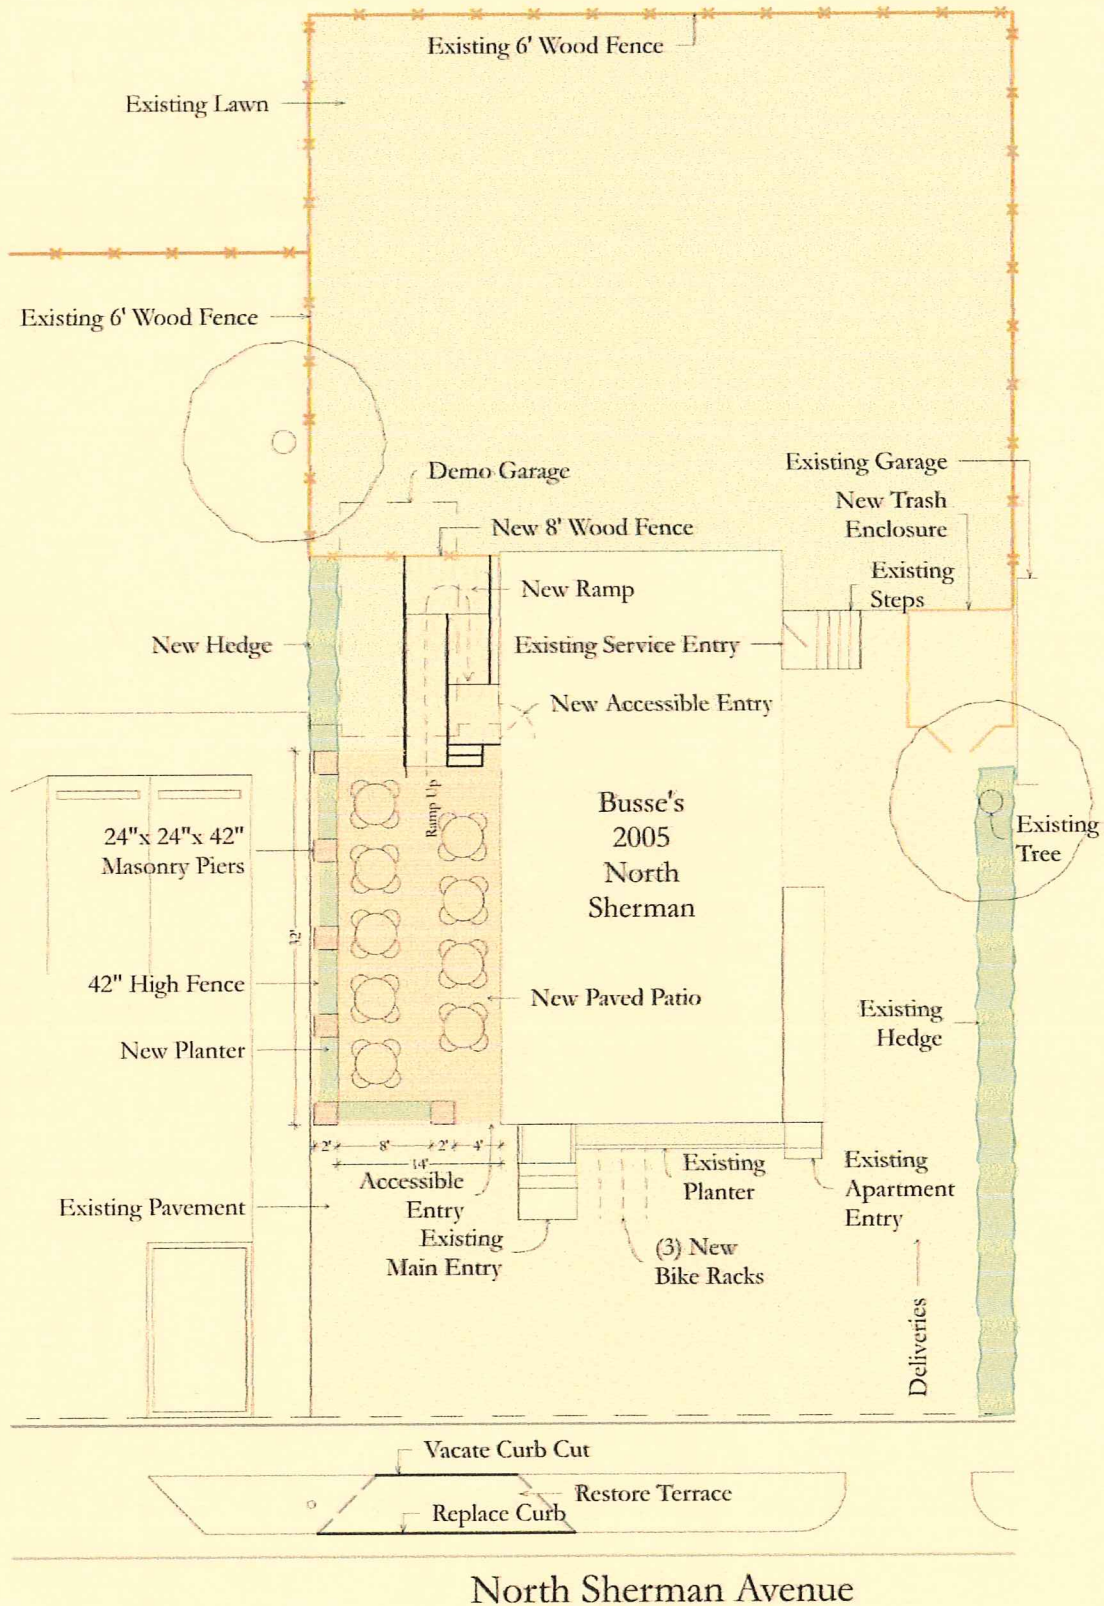 Existing 6' Wood Fence
Existing Lawn
Existing 6' Wood Fence
Demo Garage
Existing Garage
New Trash
Enclosure
New 8' Wood Fence
Existing
Steps
New Ramp
New Hedge
Existing Service Entry
New Accessible Entry
Ramp Up
Busse's
2005
North
Sherman
24"x 24"x 42"
Masonry Piers
Existing
Tree
32'
42" High Fence
New Paved Patio
Existing
Hedge
New Planter
2'
8'
2'
4'
14'
Accessible
Entry
Existing
Planter
Existing
Apartment
Entry
Existing Pavement
Existing
Main Entry
(3) New
Bike Racks
Deliveries
Vacate Curb Cut
Restore Terrace
Replace Curb
North Sherman Avenue